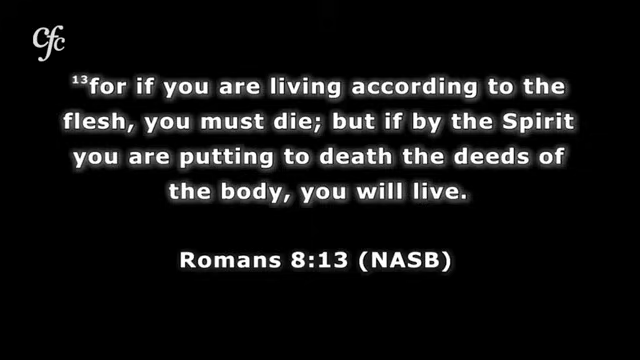 cfc
¹³for if you are living according to the
flesh, you must die; but if by the Spirit
you are putting to death the deeds of
the body, you will live.
Romans 8:13 (NASB)